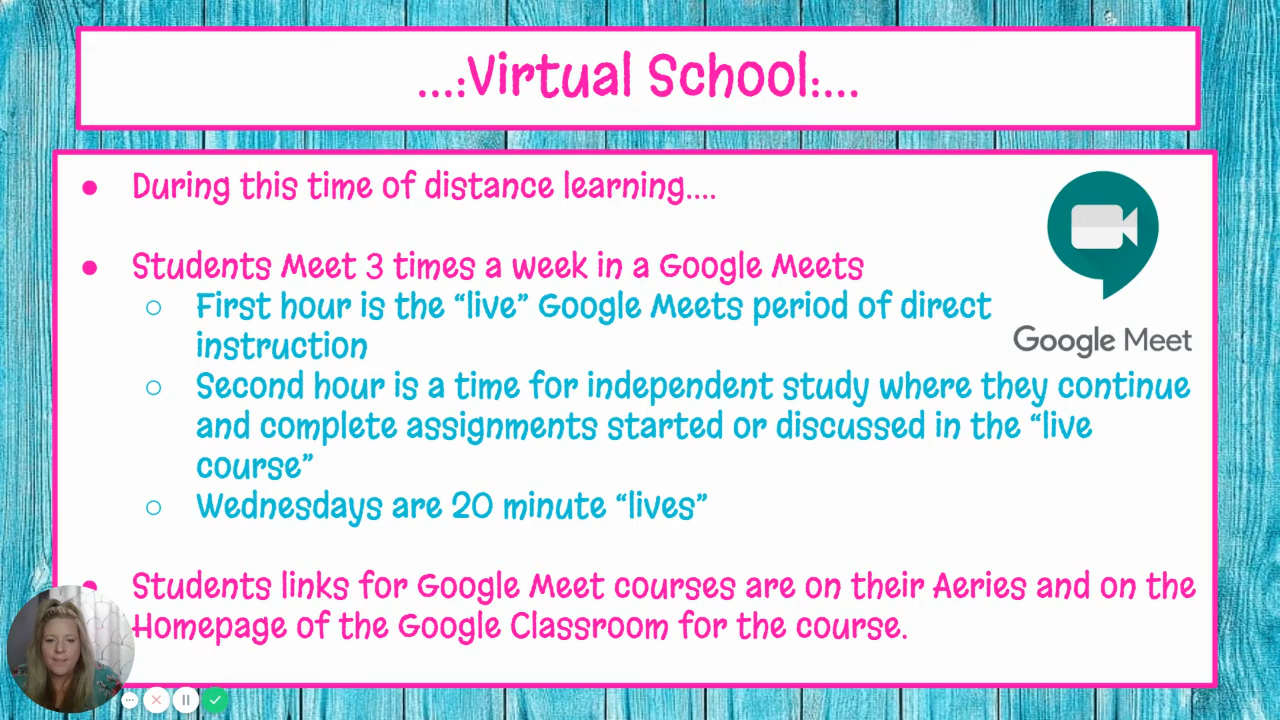 ...:Virtual School:...
● During this time of distance learning....
● Students Meet 3 times a week in a Google Meets
○ First hour is the “live” Google Meets period of direct
instruction
○ Second hour is a time for independent study where they continue
and complete assignments started or discussed in the “live
course”
○ Wednesdays are 20 minute “lives”
● Students links for Google Meet courses are on their Aeries and on the
Homepage of the Google Classroom for the course.
Google Meet